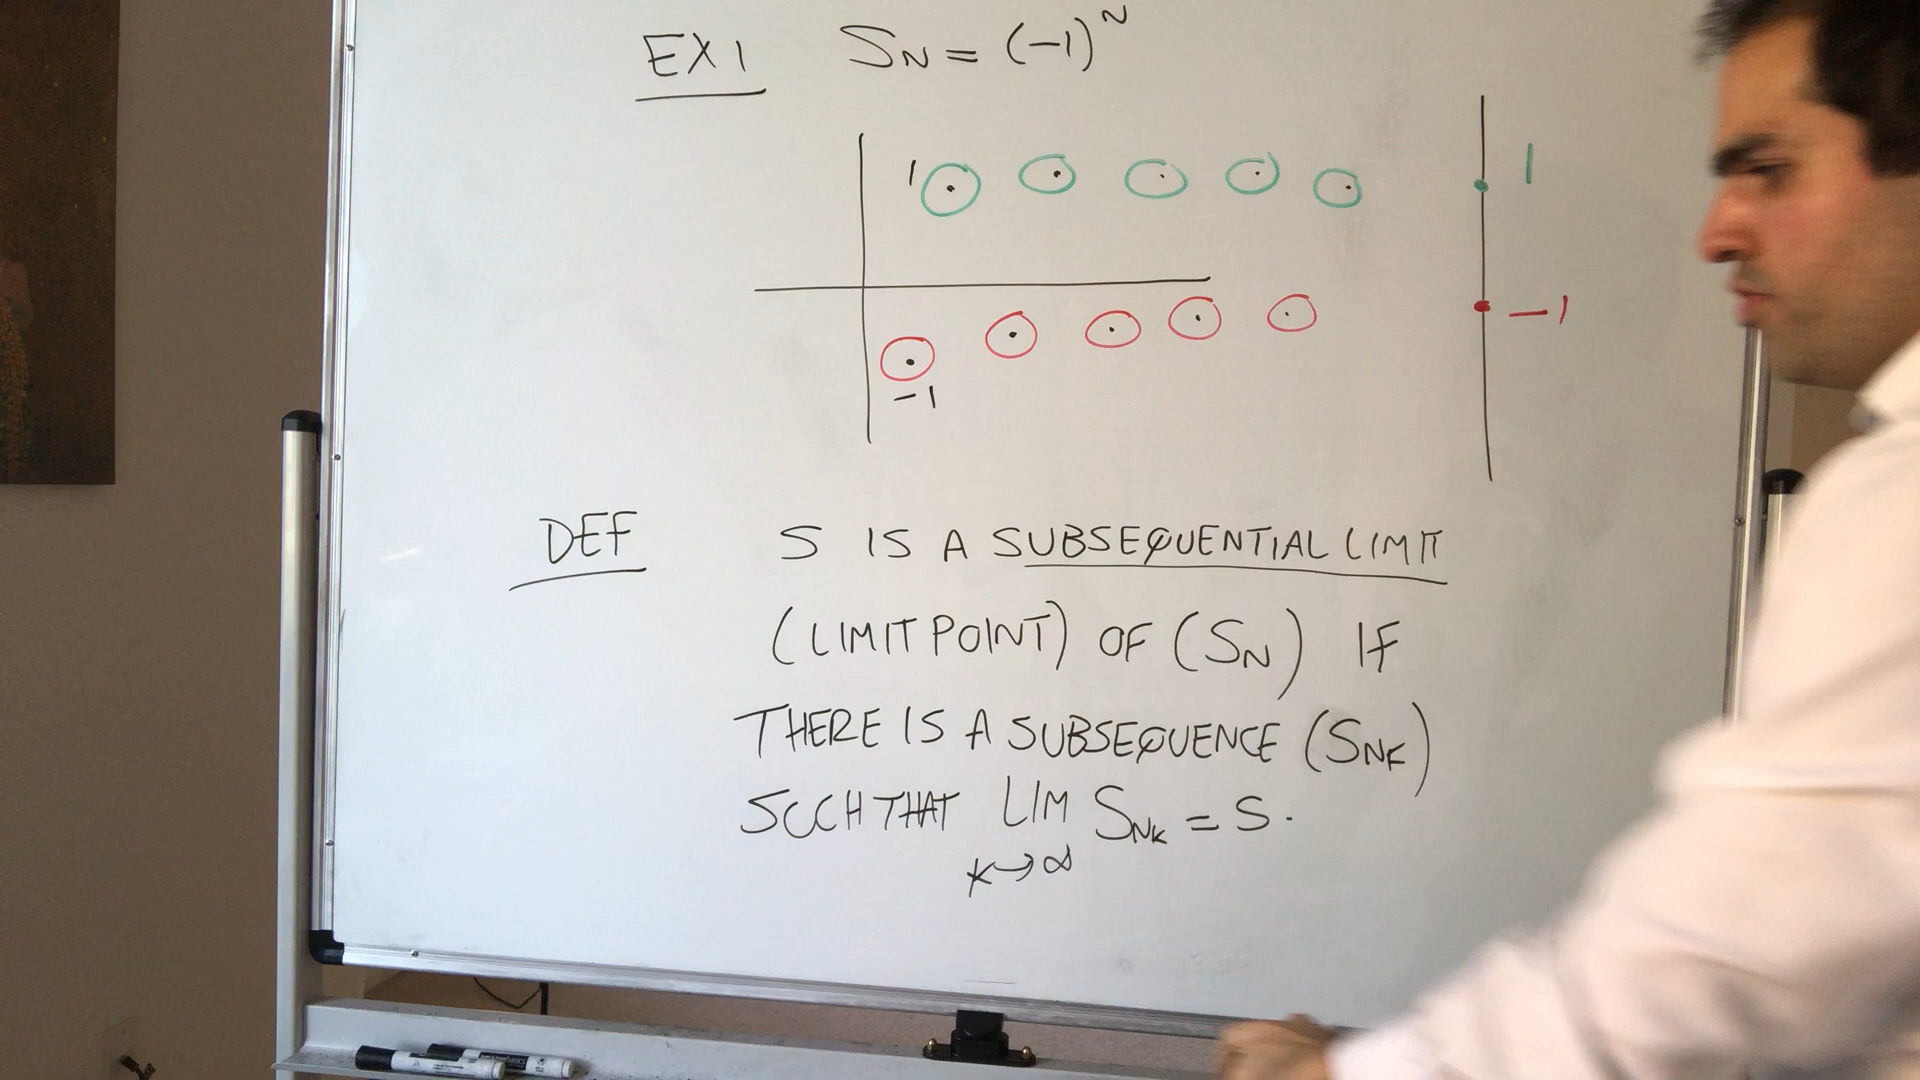 EX 1 SN = (-1)^N
1 1
-1
-1
DEF S IS A SUBSEQUENTIAL LIMIT
(LIMIT POINT) OF (SN) IF
THERE IS A SUBSEQUENCE (SNK)
SUCH THAT LIM SNK = S.
K→∞